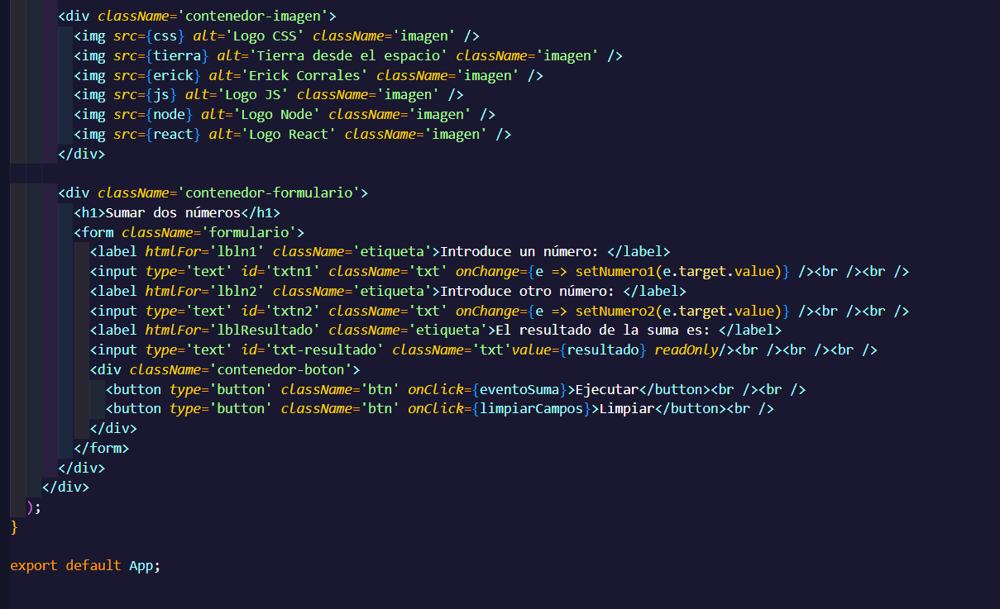 <div className='contenedor-imagen'>
<img src={css} alt='Logo CSS' className='imagen' />
<img src={tierra} alt='Tierra desde el espacio' className='imagen' />
<img src={erick} alt='Erick Corrales' className='imagen' />
<img src={js} alt='Logo JS' className='imagen' />
<img src={node} alt='Logo Node' className='imagen' />
<img src={react} alt='Logo React' className='imagen' />
</div>
<div className='contenedor-formulario'>
<h1>Sumar dos números</h1>
<form className='formulario'>
<label htmlFor='lbln1' className='etiqueta'>Introduce un número: </label>
<input type='text' id='txtn1' className='txt' onChange={e => setNumero1(e.target.value)} /><br /><br />
<label htmlFor='lbln2' className='etiqueta'>Introduce otro número: </label>
<input type='text' id='txtn2' className='txt' onChange={e => setNumero2(e.target.value)} /><br /><br />
<label htmlFor='lblResultado' className='etiqueta'>El resultado de la suma es: </label>
<input type='text' id='txt-resultado' className='txt'value={resultado} readOnly/><br /><br /><br />
<div className='contenedor-boton'>
<button type='button' className='btn' onClick={eventoSuma}>Ejecutar</button><br /><br />
<button type='button' className='btn' onClick={limpiarCampos}>Limpiar</button><br />
</div>
</form>
</div>
</div>
);
}
export default App;